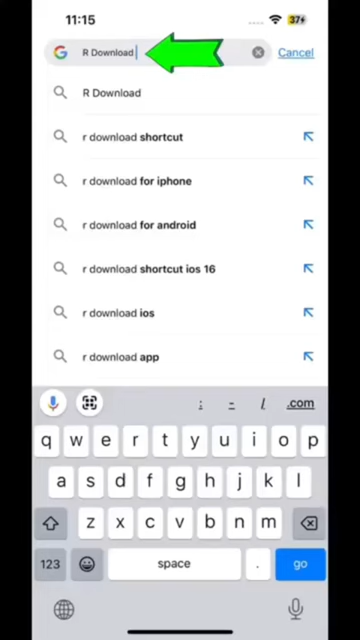 11:15
37
R Download
Cancel
R Download
r download shortcut
r download for iphone
r download for android
r download shortcut ios 16
r download ios
r download app
: - / .com
q w e r t y u i o p
a s d f g h j k l
z x c v b n m
123 space . go